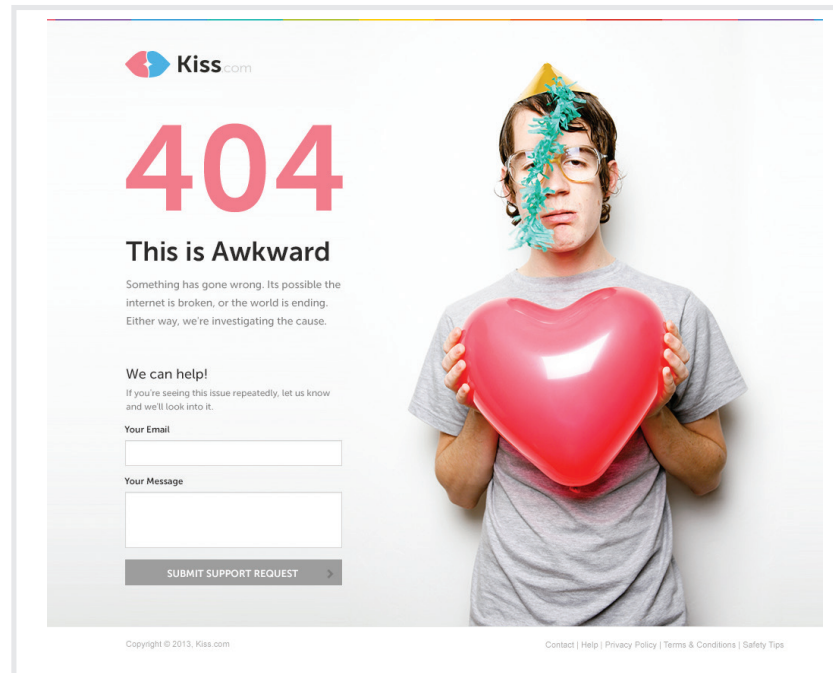 Kiss.com
404
This is Awkward
Something has gone wrong. Its possible the
internet is broken, or the world is ending.
Either way, we're investigating the cause.
We can help!
If you're seeing this issue repeatedly, let us know
and we'll look into it.
Your Email
Your Message
SUBMIT SUPPORT REQUEST
Copyright © 2013, Kiss.com
Contact | Help | Privacy Policy | Terms & Conditions | Safety Tips